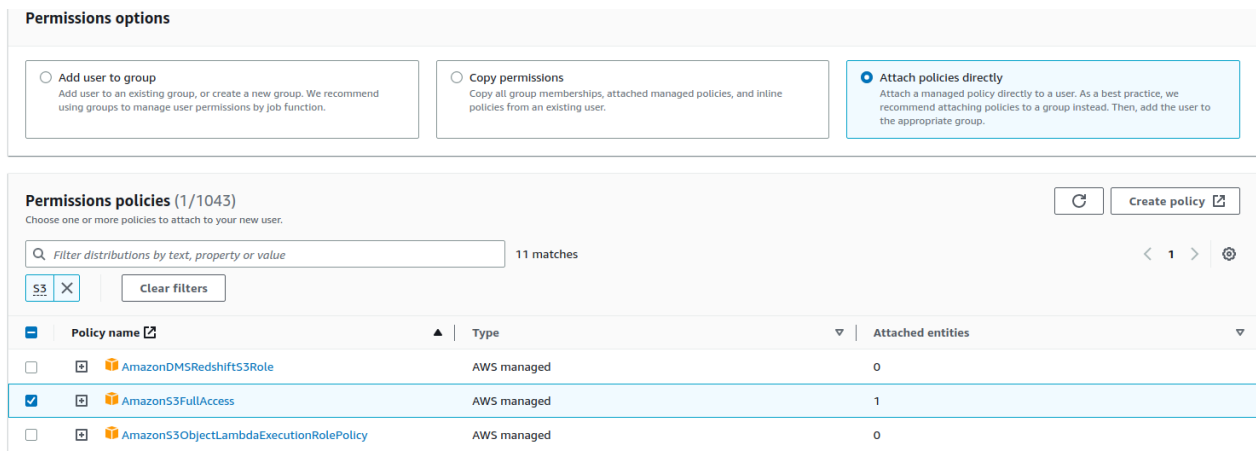 Permissions options
Add user to group
Add user to an existing group, or create a new group. We recommend
using groups to manage user permissions by job function.
Copy permissions
Copy all group memberships, attached managed policies, and inline
policies from an existing user.
Attach policies directly
Attach a managed policy directly to a user. As a best practice, we
recommend attaching policies to a group instead. Then, add the user to
the appropriate group.
Permissions policies (1/1043)
Choose one or more policies to attach to your new user.
Create policy
Filter distributions by text, property or value
11 matches
1
S3
Clear filters
Policy name Type Attached entities
AmazonDMSRedshiftS3Role AWS managed 0
AmazonS3FullAccess AWS managed 1
AmazonS3ObjectLambdaExecutionRolePolicy AWS managed 0